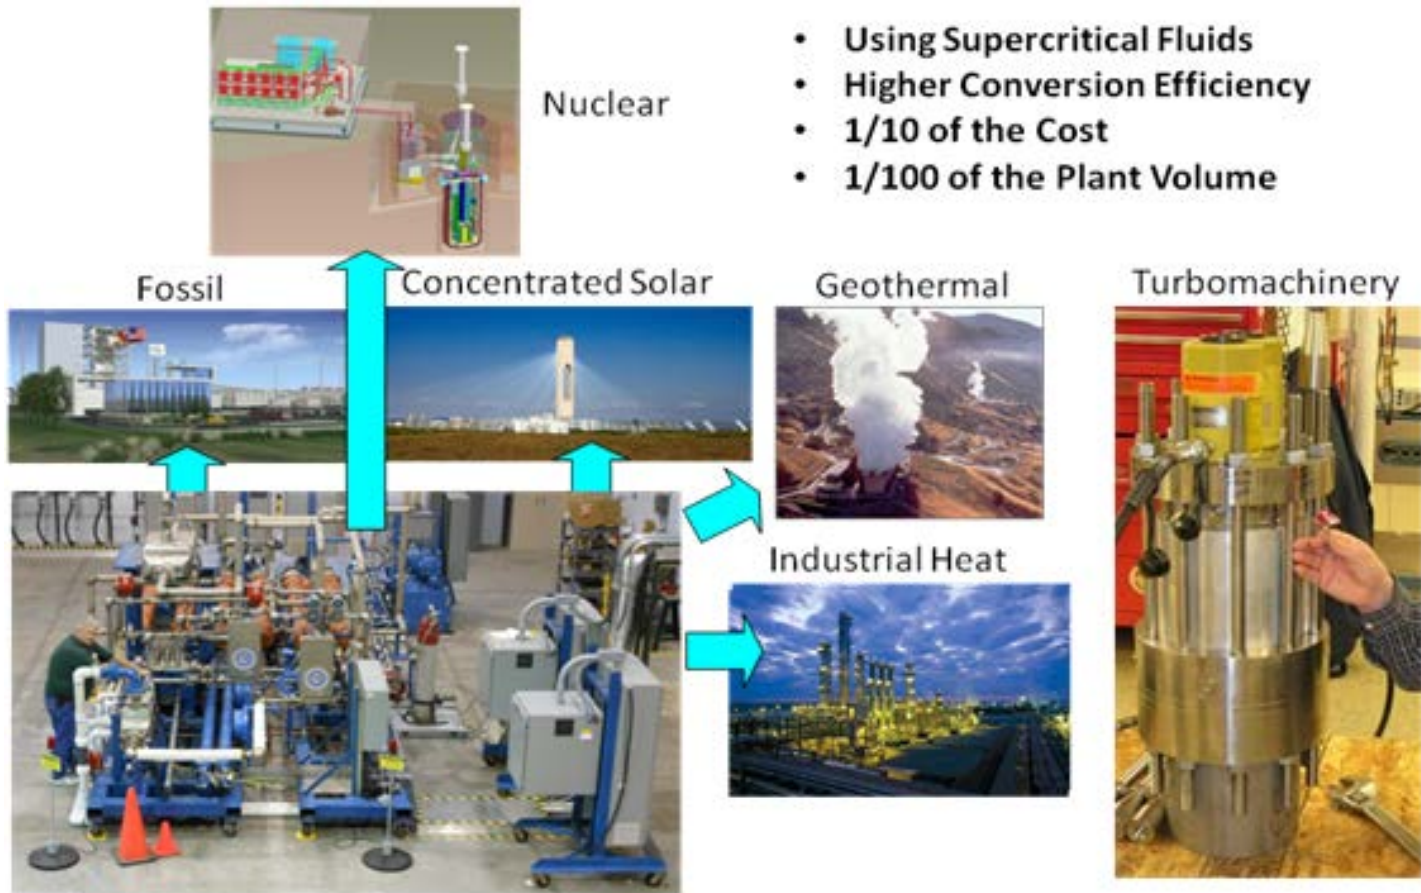 • Using Supercritical Fluids
• Higher Conversion Efficiency
• 1/10 of the Cost
• 1/100 of the Plant Volume
Nuclear
Fossil
Concentrated Solar
Geothermal
Turbomachinery
Industrial Heat